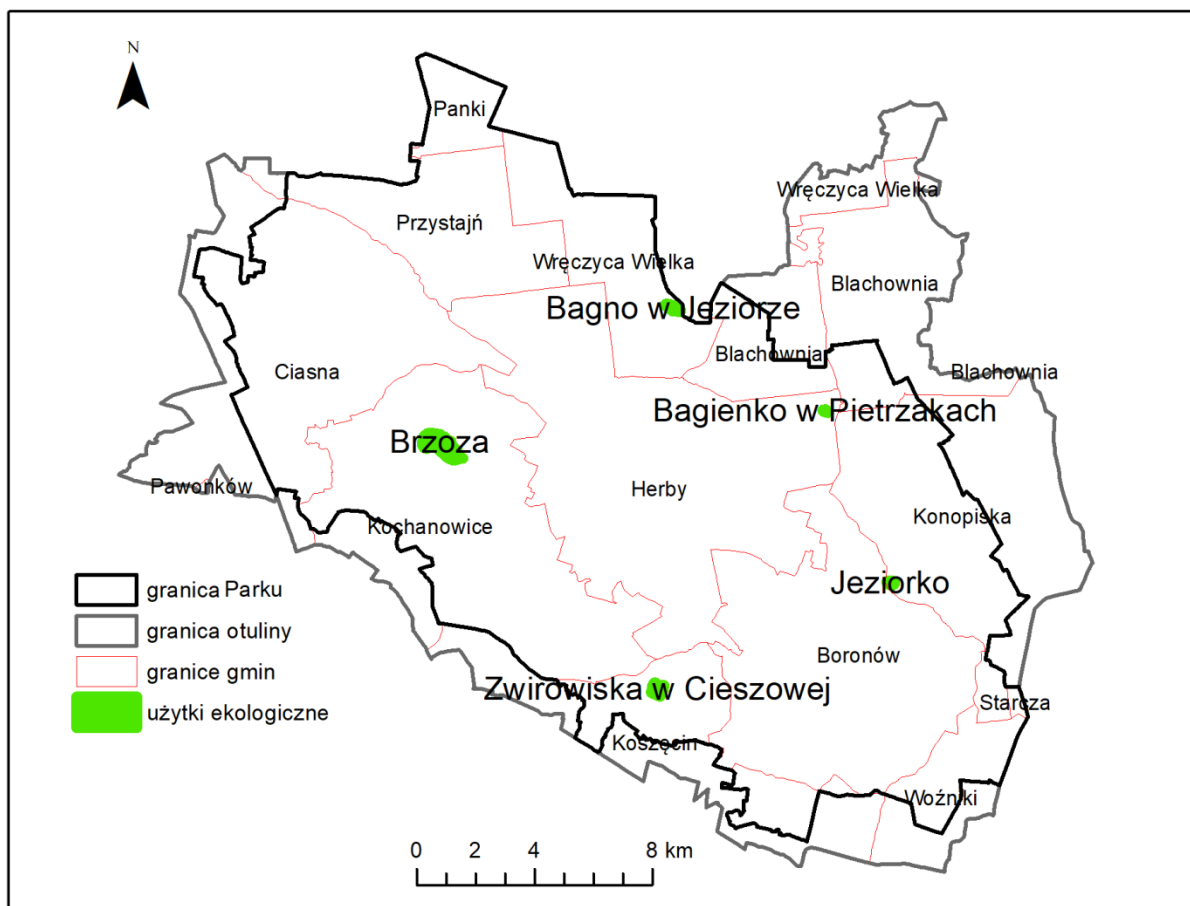 N
Panki
Wręczyca Wielka
Przystajń
Wręczyca Wielka
Blachownia
Bagno w Jeziorze
Blachownia
Ciasna
Blachownia
Bagienko w Pietrzakach
Brzoza
Pawonków
Herby
Konopiska
Kochanowice
Jeziorko
granica Parku
granica otuliny
granice gmin
użytki ekologiczne
Boronów
Zwirowiska w Cieszowej
Starcza
Koszęcin
Woźniki
0 2 4 8 km